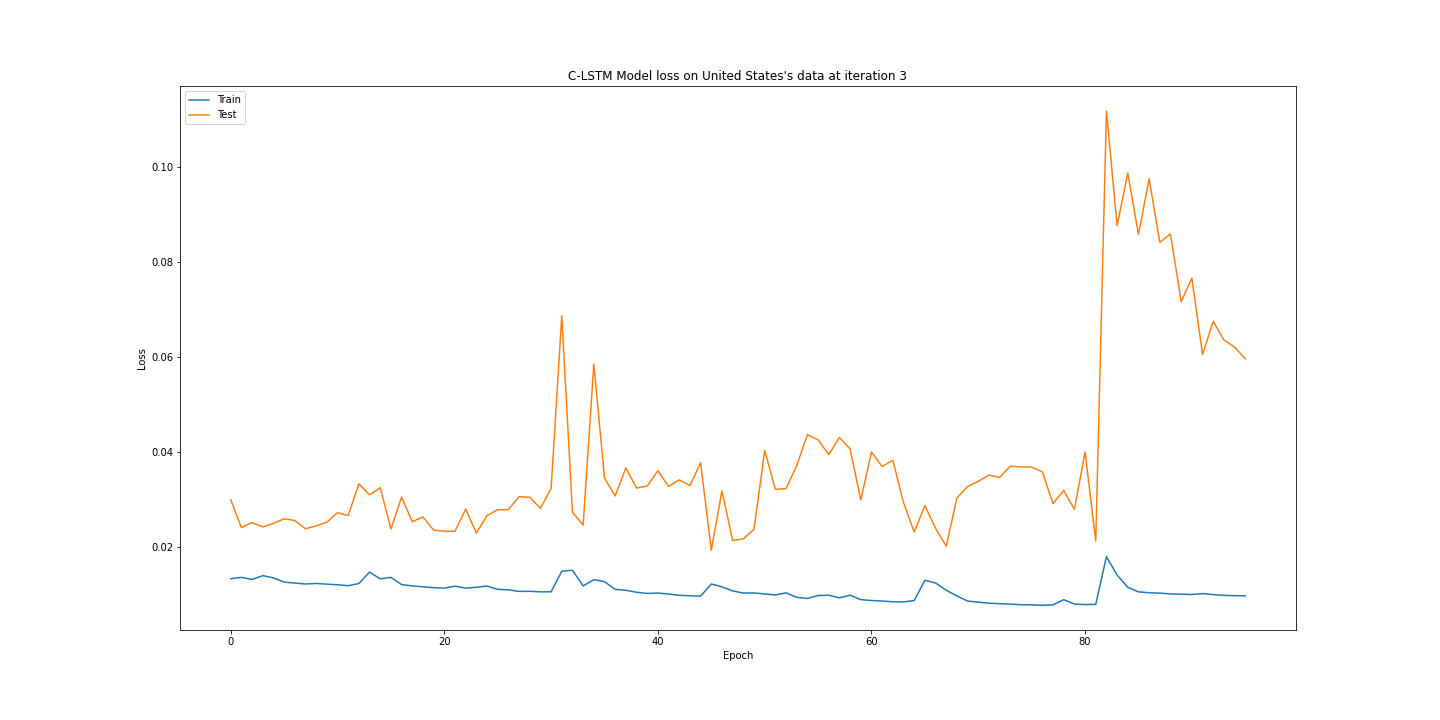 C-LSTM Model loss on United States's data at iteration 3
Train
Test
0.10
0.08
0.06
0.04
0.02
Loss
0 20 40 60 80
Epoch